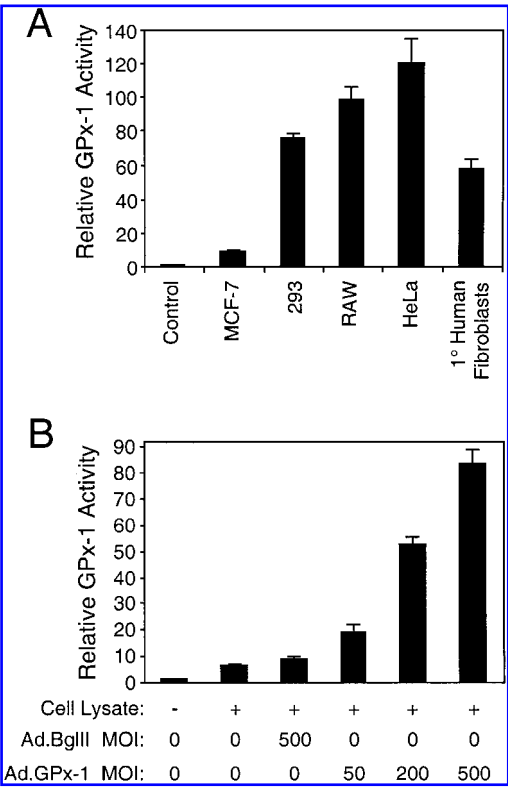 A
Relative GPx-1 Activity
140
120
100
80
60
40
20
0
Control
MCF-7
293
RAW
HeLa
1° Human
Fibroblasts
B
Relative GPx-1 Activity
90
80
70
60
50
40
30
20
10
0
Cell Lysate: - + + + + +
Ad.BglII MOI: 0 0 500 0 0 0
Ad.GPx-1 MOI: 0 0 0 50 200 500